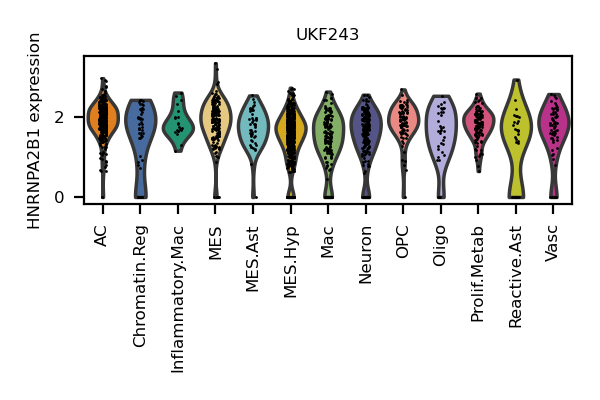 UKF243
HNRNPA2B1 expression
2
0
AC
Chromatin.Reg
Inflammatory.Mac
MES
MES.Ast
MES.Hyp
Mac
Neuron
OPC
Oligo
Prolif.Metab
Reactive.Ast
Vasc